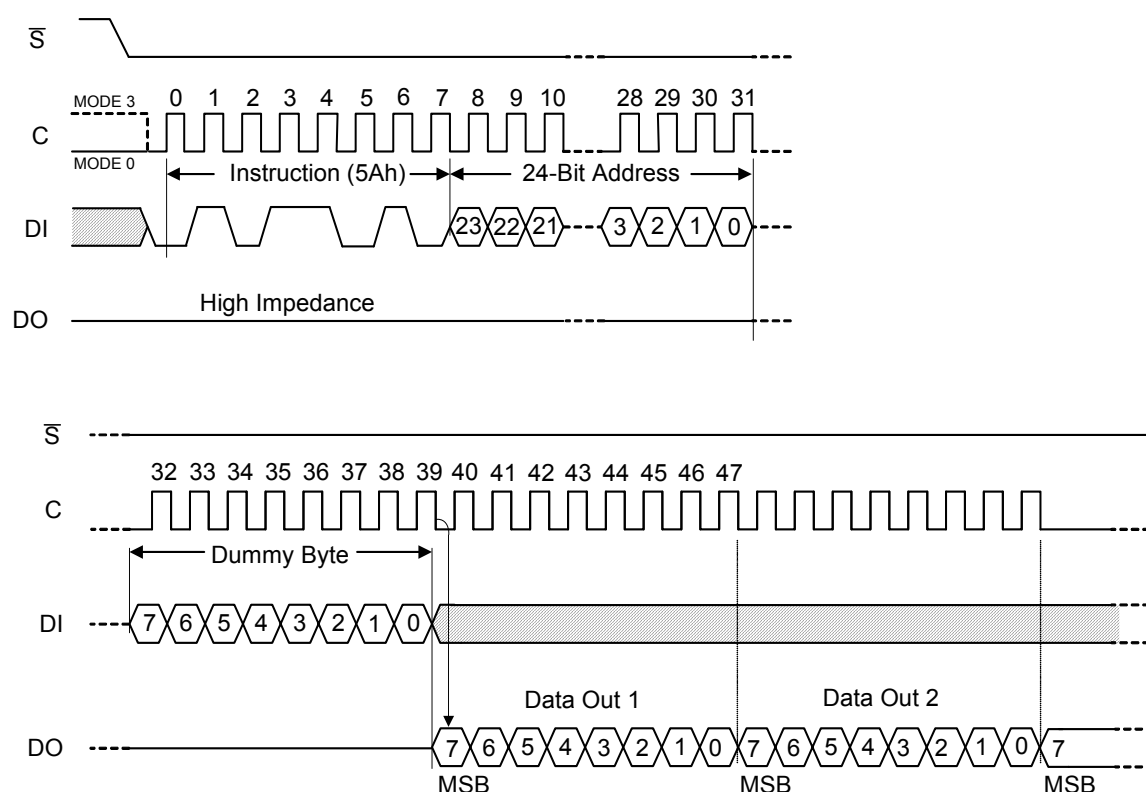 S̅
MODE 3 0 1 2 3 4 5 6 7 8 9 10 28 29 30 31
C
MODE 0
Instruction (5Ah) 24-Bit Address
DI 23 22 21 3 2 1 0
High Impedance
DO
S̅
32 33 34 35 36 37 38 39 40 41 42 43 44 45 46 47
C
Dummy Byte
DI 7 6 5 4 3 2 1 0
Data Out 1 Data Out 2
DO 7 6 5 4 3 2 1 0 7 6 5 4 3 2 1 0 7
MSB MSB MSB